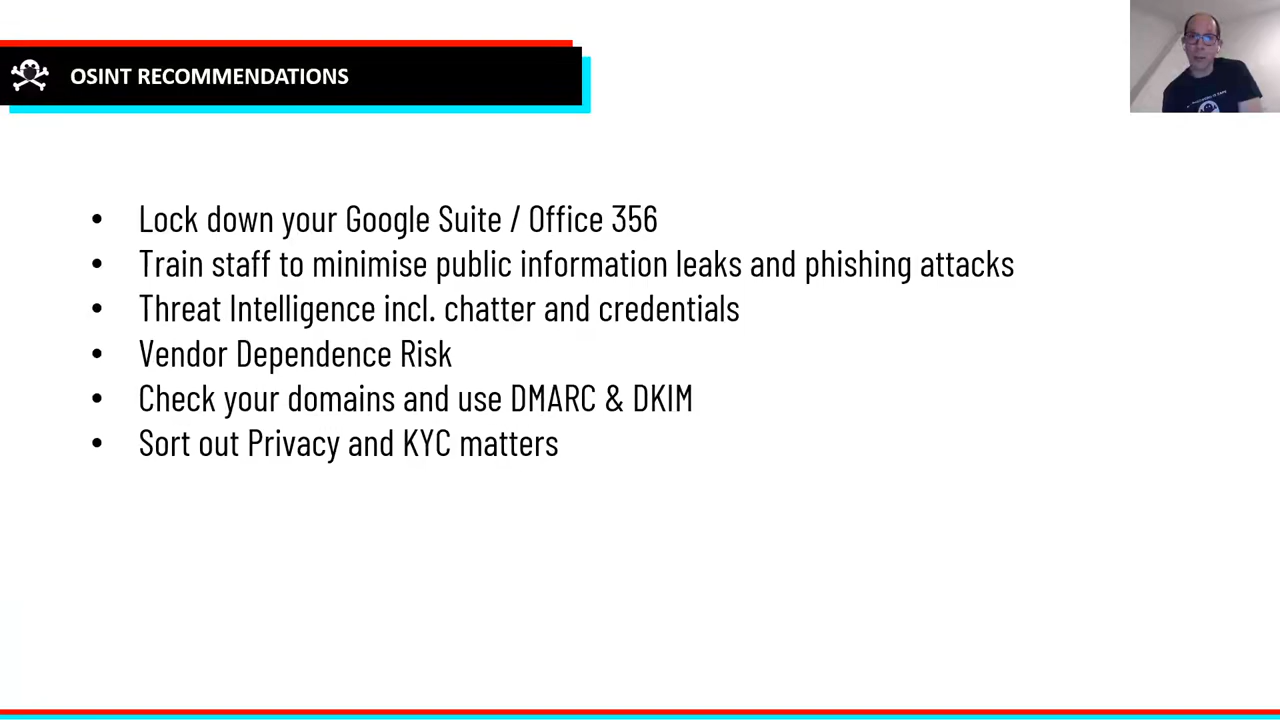 OSINT RECOMMENDATIONS
• Lock down your Google Suite / Office 356
• Train staff to minimise public information leaks and phishing attacks
• Threat Intelligence incl. chatter and credentials
• Vendor Dependence Risk
• Check your domains and use DMARC & DKIM
• Sort out Privacy and KYC matters